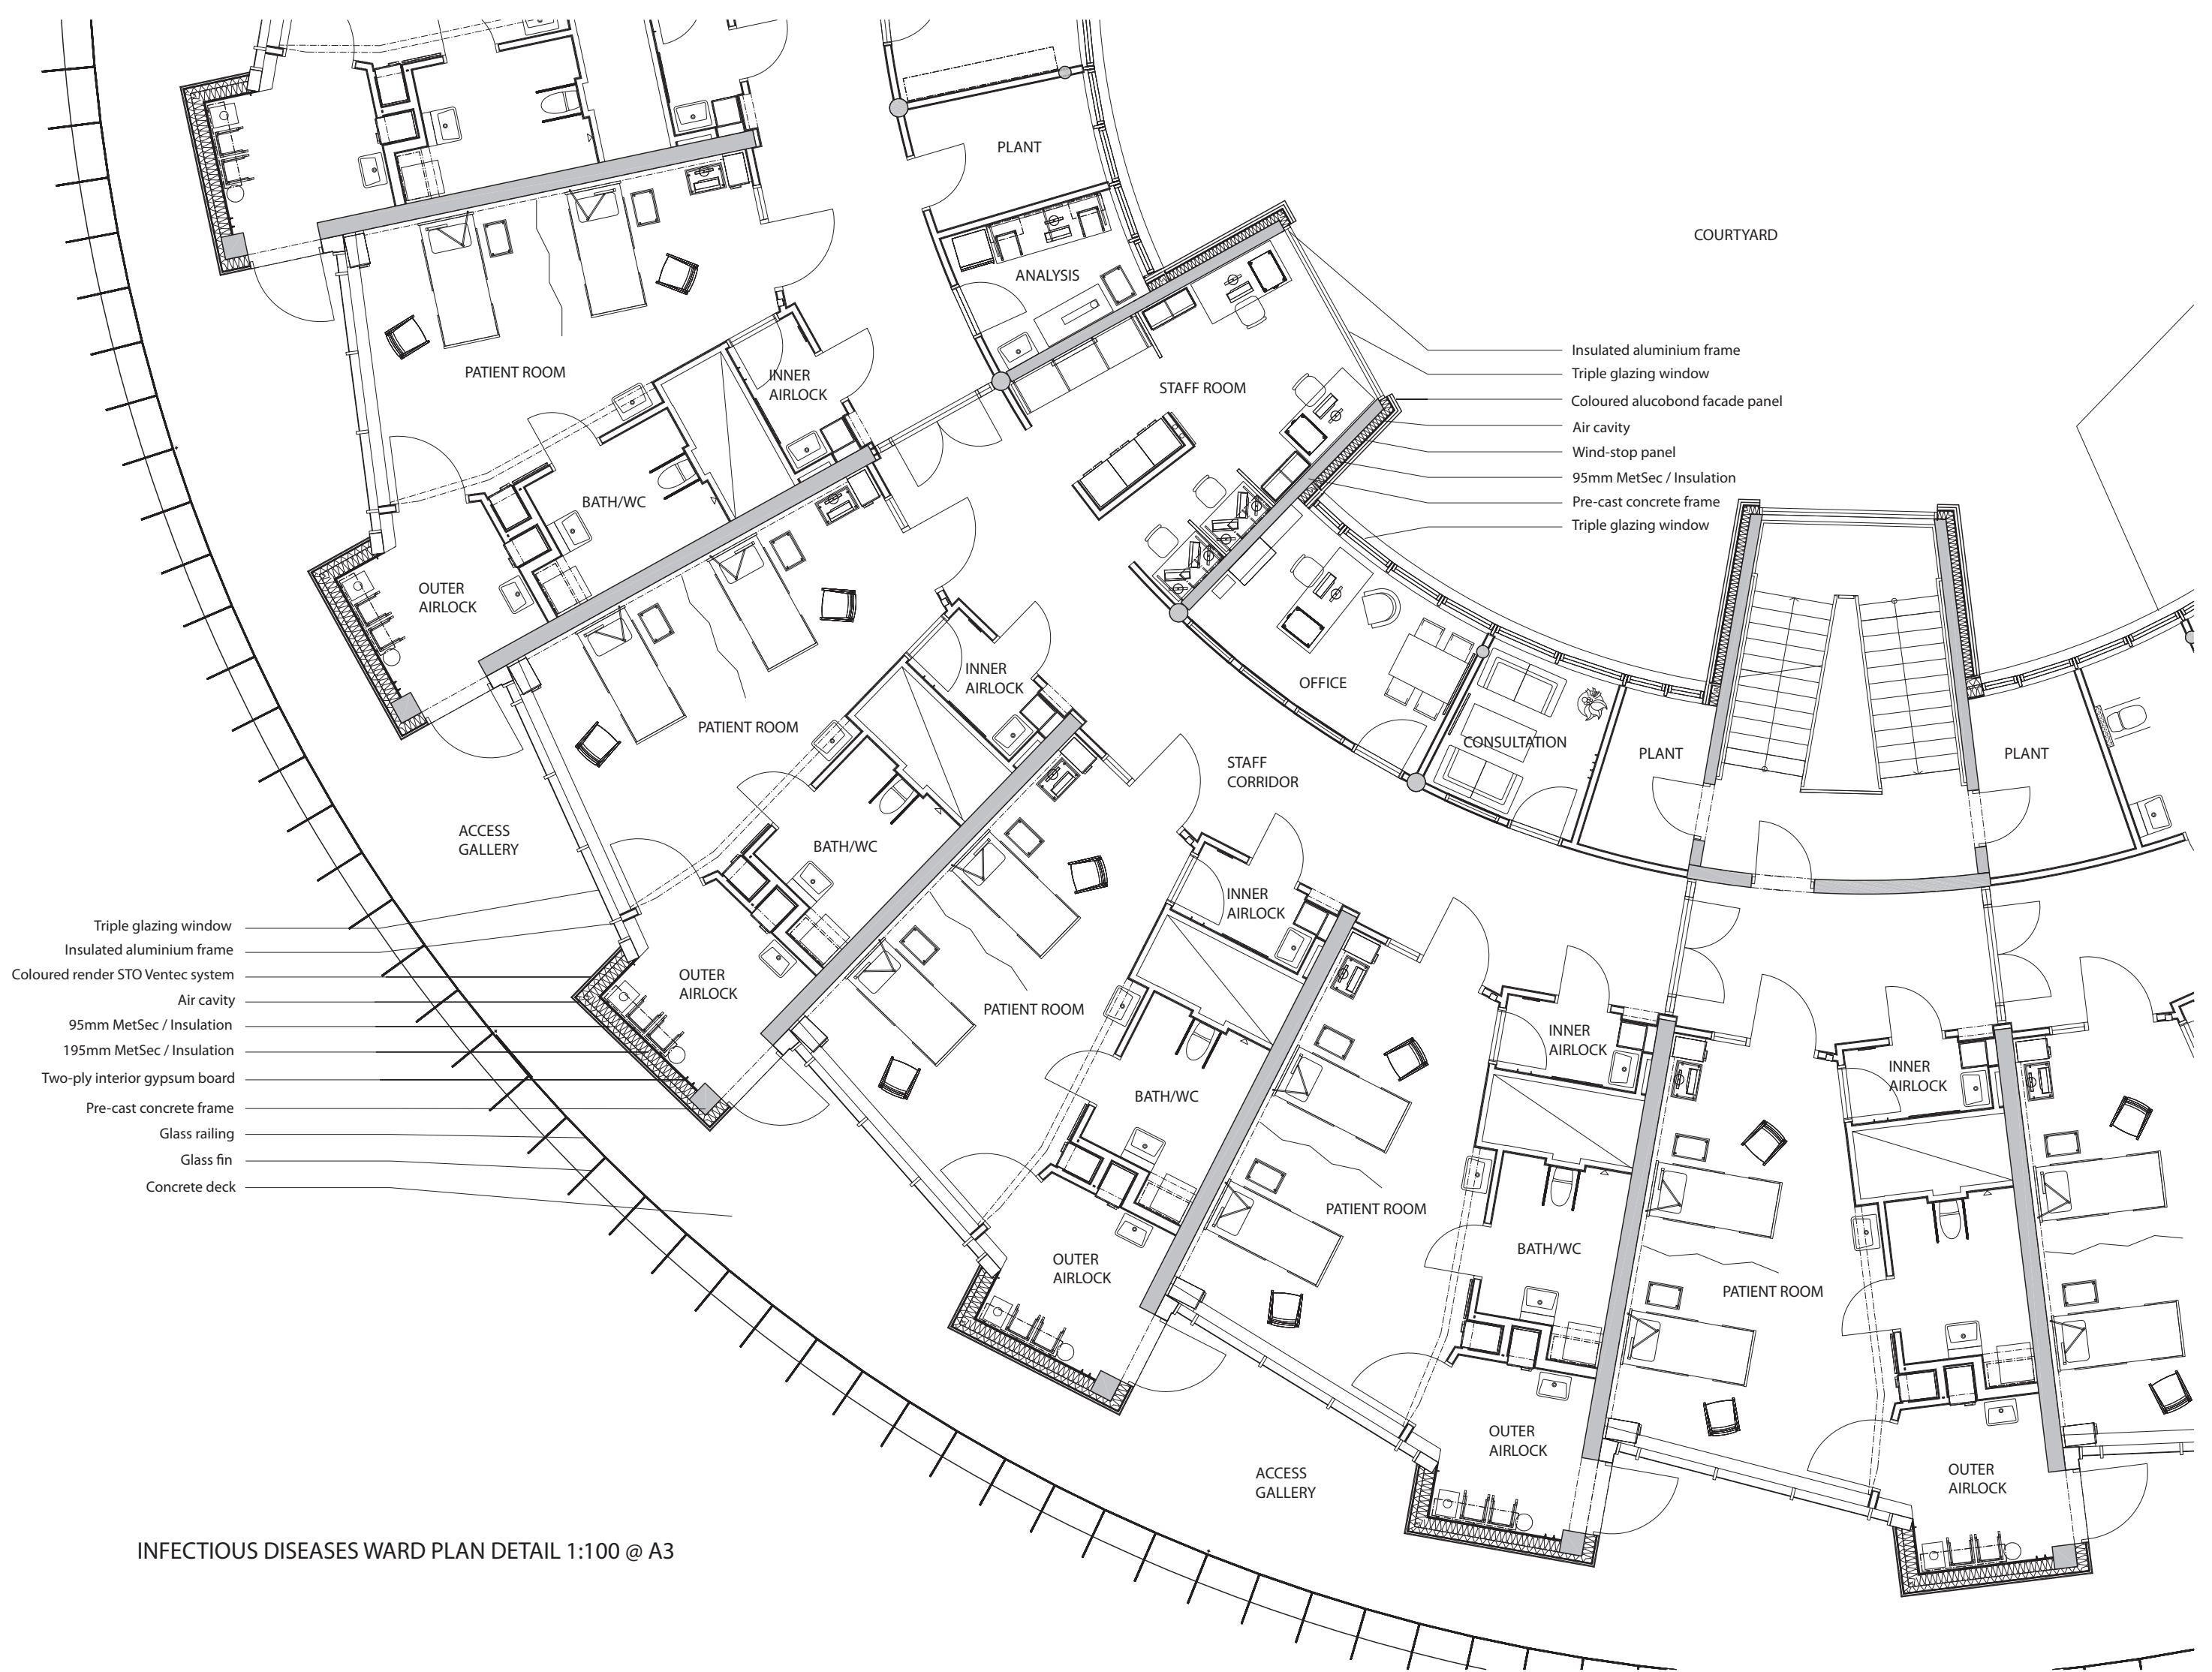 PLANT
COURTYARD
ANALYSIS
Insulated aluminium frame
Triple glazing window
Coloured alucobond facade panel
Air cavity
Wind-stop panel
95mm MetSec / Insulation
Pre-cast concrete frame
Triple glazing window
PATIENT ROOM
INNER
AIRLOCK
STAFF ROOM
BATH/WC
OUTER
AIRLOCK
INNER
AIRLOCK
OFFICE
PATIENT ROOM
CONSULTATION
PLANT
PLANT
STAFF
CORRIDOR
ACCESS
GALLERY
BATH/WC
INNER
AIRLOCK
OUTER
AIRLOCK
PATIENT ROOM
INNER
AIRLOCK
INNER
AIRLOCK
Triple glazing window
Insulated aluminium frame
Coloured render STO Ventec system
Air cavity
95mm MetSec / Insulation
195mm MetSec / Insulation
Two-ply interior gypsum board
Pre-cast concrete frame
Glass railing
Glass fin
Concrete deck
BATH/WC
PATIENT ROOM
BATH/WC
OUTER
AIRLOCK
PATIENT ROOM
OUTER
AIRLOCK
ACCESS
GALLERY
OUTER
AIRLOCK
INFECTIOUS DISEASES WARD PLAN DETAIL 1:100 @ A3